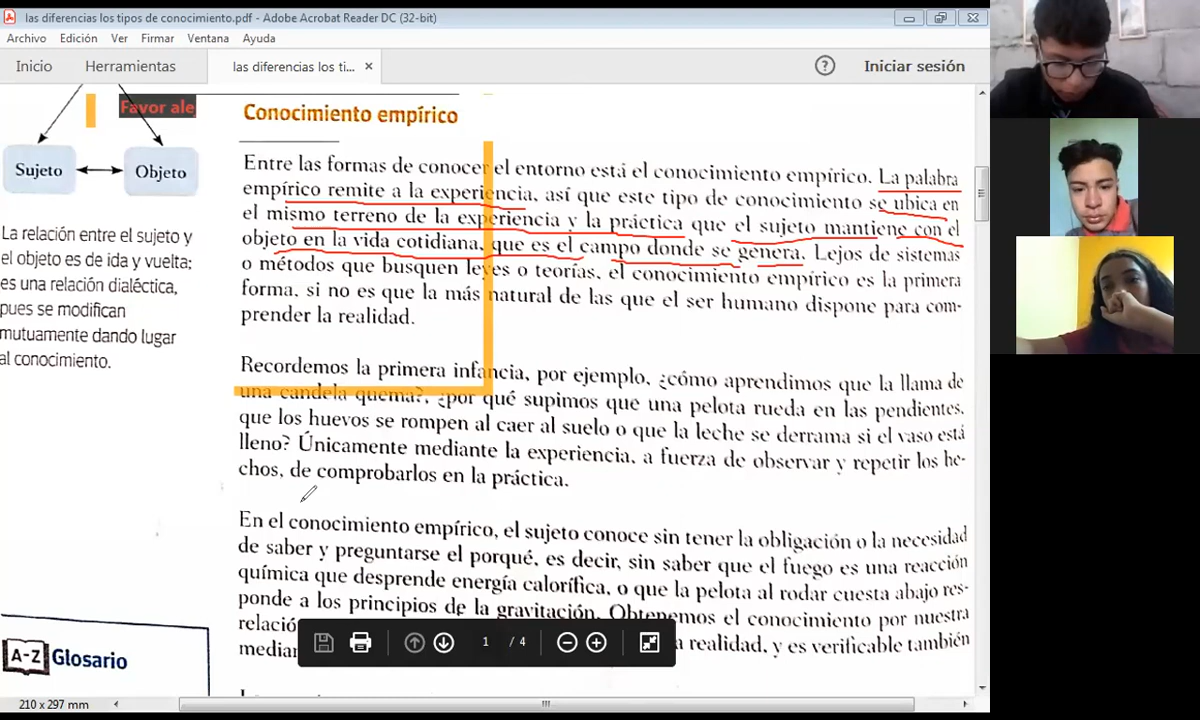 las diferencias los tipos de conocimiento.pdf - Adobe Acrobat Reader DC (32-bit)
Archivo Edición Ver Firmar Ventana Ayuda
Inicio Herramientas las diferencias los ti... × ? Iniciar sesión
Favor ale
Sujeto Objeto
La relación entre el sujeto y
el objeto es de ida y vuelta;
es una relación dialéctica,
pues se modifican
mutuamente dando lugar
al conocimiento.
A-Z Glosario
Conocimiento empírico
Entre las formas de conocer el entorno está el conocimiento empírico. La palabra
empírico remite a la experiencia, así que este tipo de conocimiento se ubica en
el mismo terreno de la experiencia y la práctica que el sujeto mantiene con el
objeto en la vida cotidiana, que es el campo donde se genera. Lejos de sistemas
o métodos que busquen leyes o teorías, el conocimiento empírico es la primera
forma, si no es que la más natural de las que el ser humano dispone para com-
prender la realidad.
Recordemos la primera infancia, por ejemplo, ¿cómo aprendimos que la llama de
una candela quema?, ¿por qué supimos que una pelota rueda en las pendientes,
que los huevos se rompen al caer al suelo o que la leche se derrama si el vaso está
lleno? Únicamente mediante la experiencia, a fuerza de observar y repetir los he-
chos, de comprobarlos en la práctica.
En el conocimiento empírico, el sujeto conoce sin tener la obligación o la necesidad
de saber y preguntarse el porqué, es decir, sin saber que el fuego es una reacción
química que desprende energía calorífica, o que la pelota al rodar cuesta abajo res-
ponde a los principios de la gravitación. Obtenemos el conocimiento por nuestra
relació
median a realidad, y es verificable también
1 / 4
210 x 297 mm